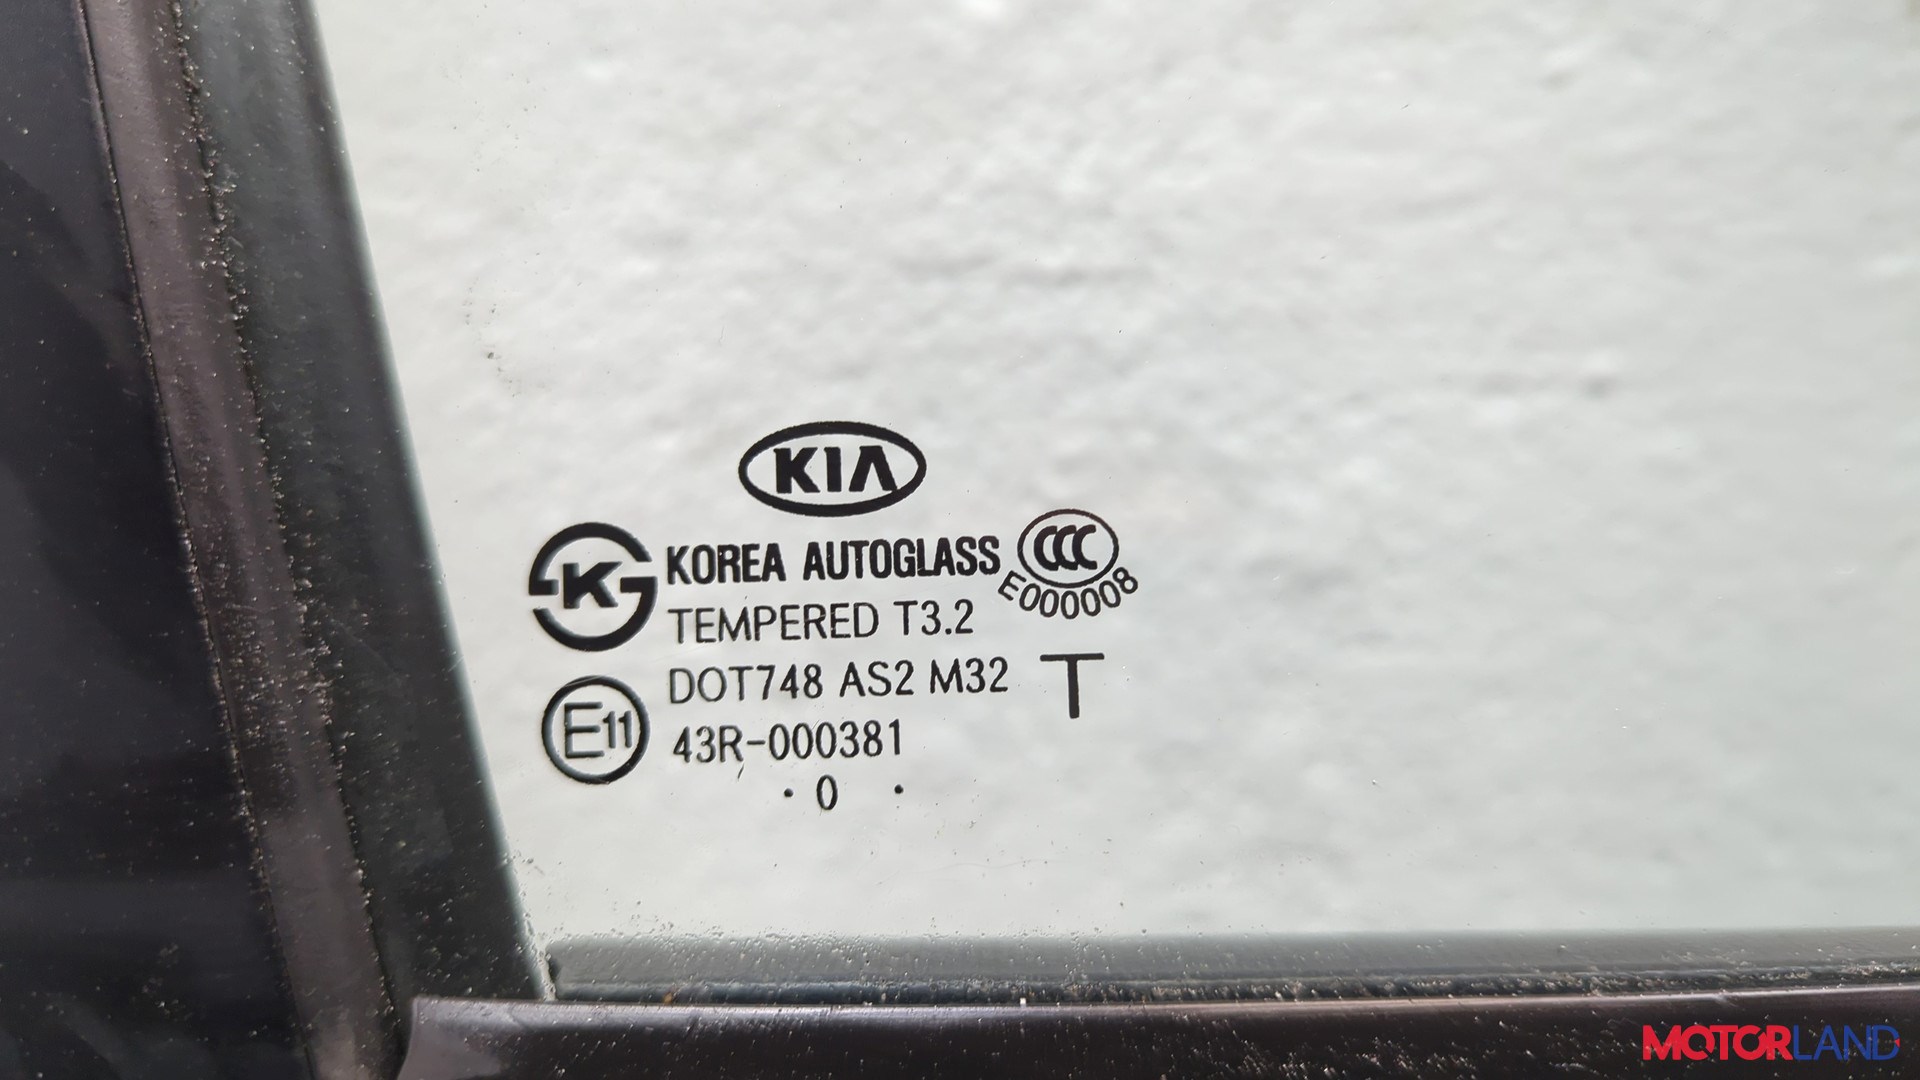 KIA
KOREA AUTOGLASS
CCC
E000008
K
TEMPERED T3.2
DOT748 AS2 M32
T
E11
43R-000381
· 0 ·
MOTORLAND